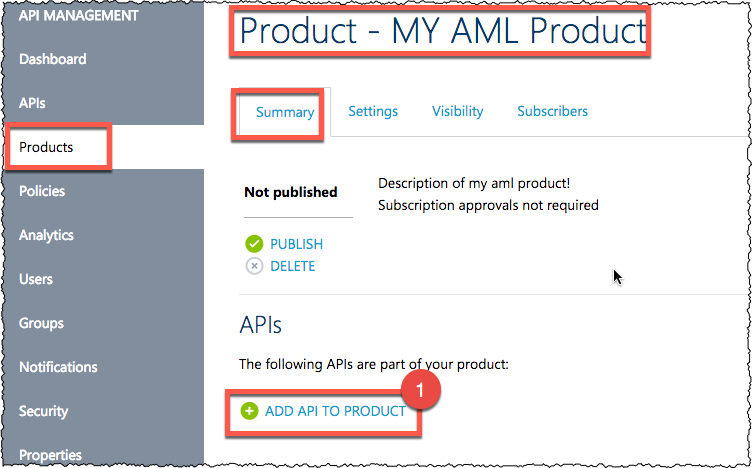 API MANAGEMENT
Dashboard
APIs
Products
Policies
Analytics
Users
Groups
Notifications
Security
Properties
Product - MY AML Product
Summary Settings Visibility Subscribers
Not published
Description of my aml product!
Subscription approvals not required
PUBLISH
DELETE
APIs
The following APIs are part of your product:
1
ADD API TO PRODUCT